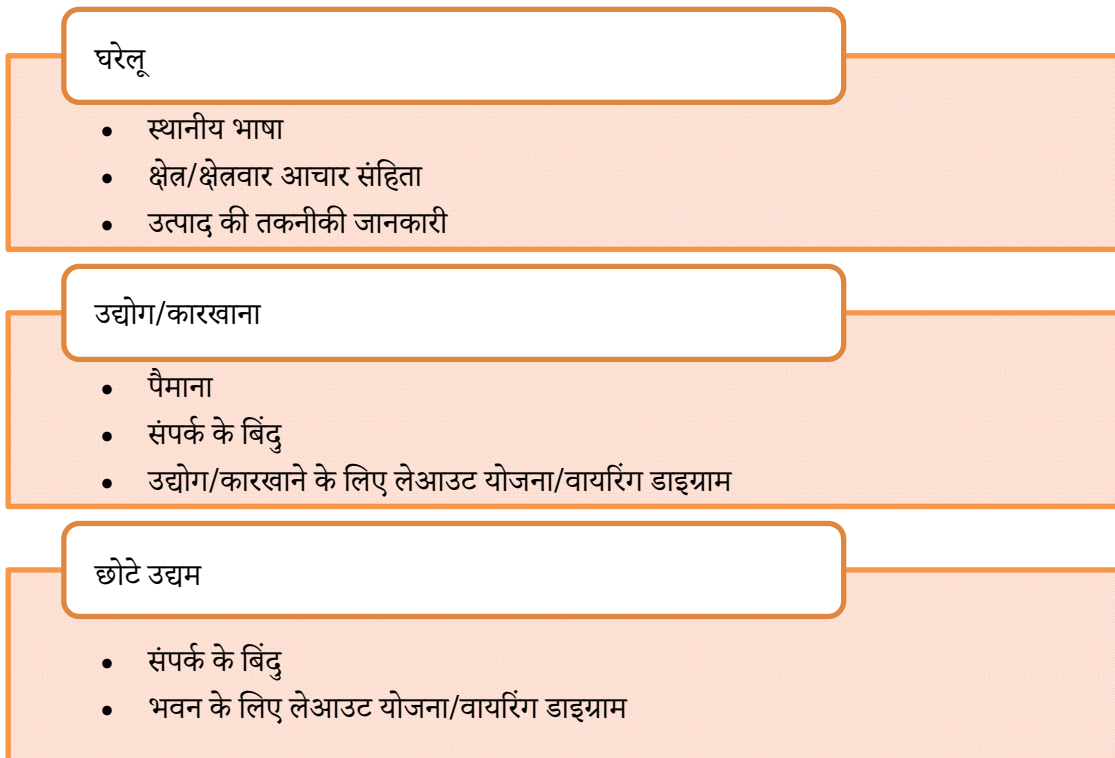 घरेलू
• स्थानीय भाषा
• क्षेत्र/क्षेत्रवार आचार संहिता
• उत्पाद की तकनीकी जानकारी
उद्योग/कारखाना
• पैमाना
• संपर्क के बिंदु
• उद्योग/कारखाने के लिए लेआउट योजना/वायरिंग डाइग्राम
छोटे उद्यम
• संपर्क के बिंदु
• भवन के लिए लेआउट योजना/वायरिंग डाइग्राम